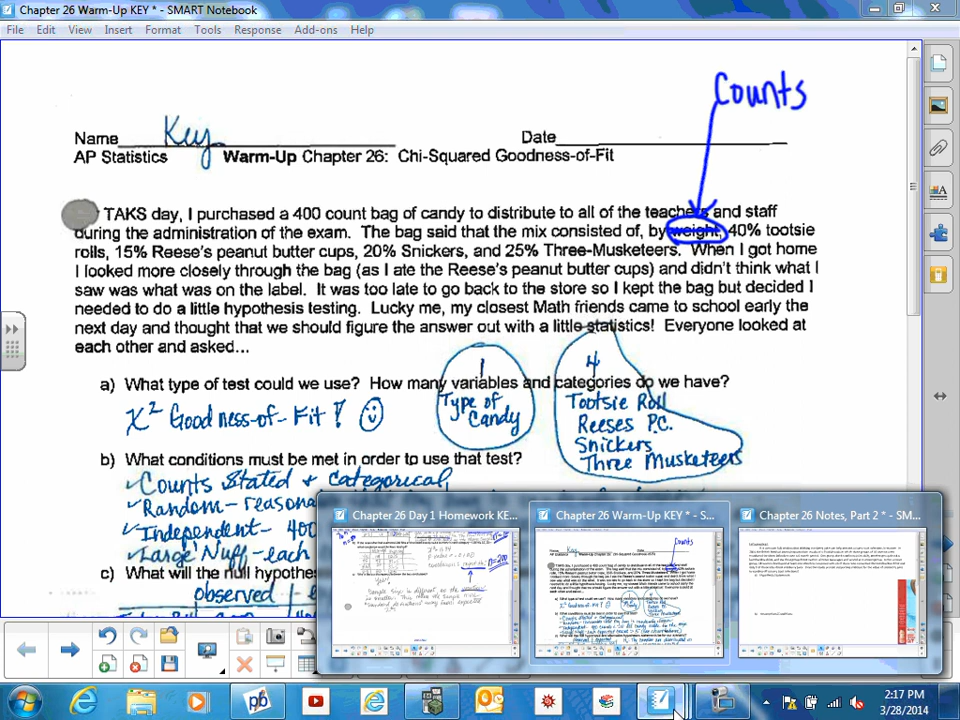 Chapter 26 Warm-Up KEY * - SMART Notebook
File Edit View Insert Format Tools Response Add-ons Help
Counts
Name Key Date
AP Statistics Warm-Up Chapter 26: Chi-Squared Goodness-of-Fit
TAKS day, I purchased a 400 count bag of candy to distribute to all of the teachers and staff
during the administration of the exam. The bag said that the mix consisted of, by weight, 40% tootsie
rolls, 15% Reese's peanut butter cups, 20% Snickers, and 25% Three-Musketeers. When I got home
I looked more closely through the bag (as I ate the Reese's peanut butter cups) and didn't think what I
saw was what was on the label. It was too late to go back to the store so I kept the bag but decided I
needed to do a little hypothesis testing. Lucky me, my closest Math friends came to school early the
next day and thought that we should figure the answer out with a little statistics! Everyone looked at
each other and asked...
1 4
a) What type of test could we use? How many variables and categories do we have?
X² Goodness-of-Fit!
Type of
Candy
Tootsie Roll
Reeses P.C.
Snickers
Three Musketeers
b) What conditions must be met in order to use that test?
✓Counts Stated & Categorical
✓Random-
✓Independent- 400
✓Large 'Nuff-each
c) What will the null
observed
Chapter 26 Day 1 Homework KE...
Chapter 26 Warm-Up KEY * - S...
Chapter 26 Notes, Part 2 * - SM...
pb
2:17 PM
3/28/2014